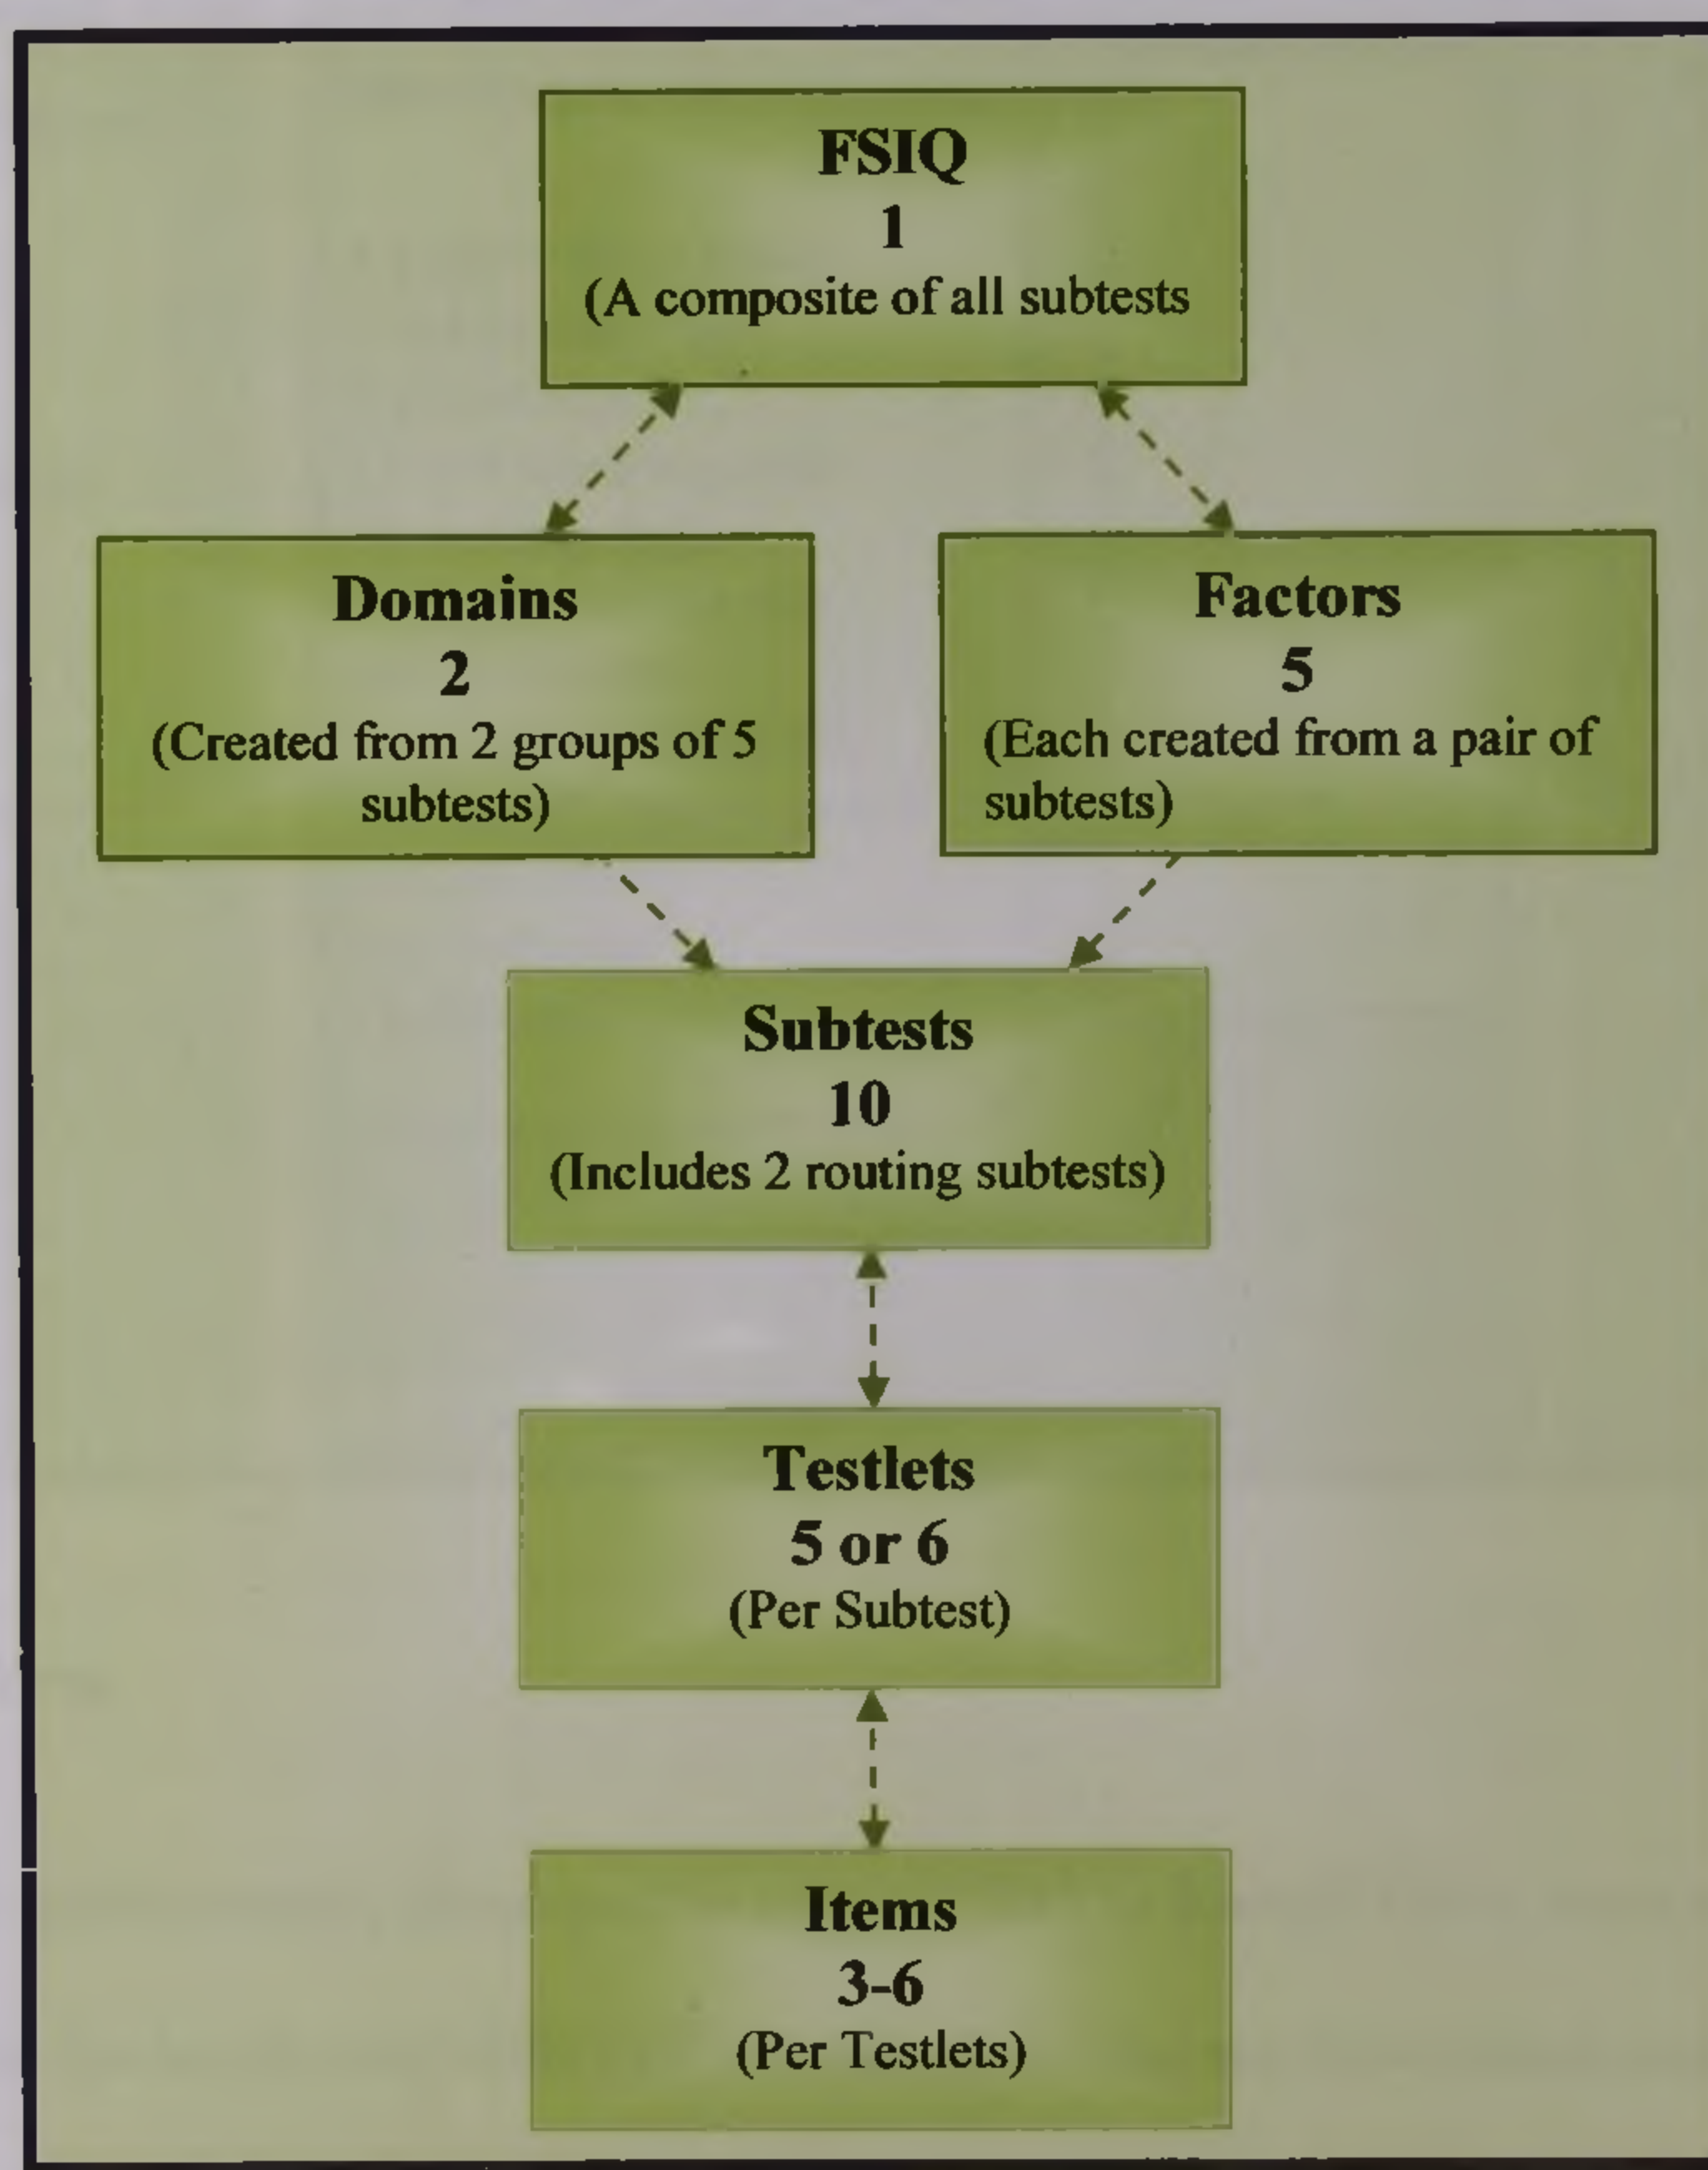 FSIQ
1
(A composite of all subtests
Domains
2
(Created from 2 groups of 5
subtests)
Factors
5
(Each created from a pair of
subtests)
Subtests
10
(Includes 2 routing subtests)
Testlets
5 or 6
(Per Subtest)
Items
3-6
(Per Testlets)